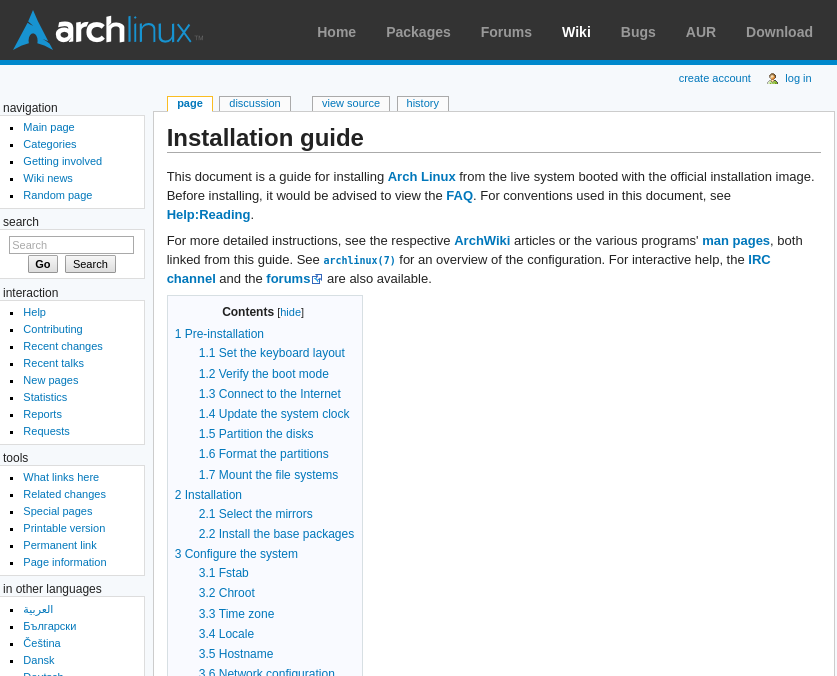 archlinux™
Home Packages Forums Wiki Bugs AUR Download
create account log in
navigation
Main page
Categories
Getting involved
Wiki news
Random page
search
Search
Go Search
interaction
Help
Contributing
Recent changes
Recent talks
New pages
Statistics
Reports
Requests
tools
What links here
Related changes
Special pages
Printable version
Permanent link
Page information
in other languages
العربية
Български
Čeština
Dansk
Deutsch
page discussion view source history
Installation guide
This document is a guide for installing Arch Linux from the live system booted with the official installation image.
Before installing, it would be advised to view the FAQ. For conventions used in this document, see
Help:Reading.
For more detailed instructions, see the respective ArchWiki articles or the various programs' man pages, both
linked from this guide. See archlinux(7) for an overview of the configuration. For interactive help, the IRC
channel and the forums are also available.
Contents [hide]
1 Pre-installation
1.1 Set the keyboard layout
1.2 Verify the boot mode
1.3 Connect to the Internet
1.4 Update the system clock
1.5 Partition the disks
1.6 Format the partitions
1.7 Mount the file systems
2 Installation
2.1 Select the mirrors
2.2 Install the base packages
3 Configure the system
3.1 Fstab
3.2 Chroot
3.3 Time zone
3.4 Locale
3.5 Hostname
3.6 Network configuration